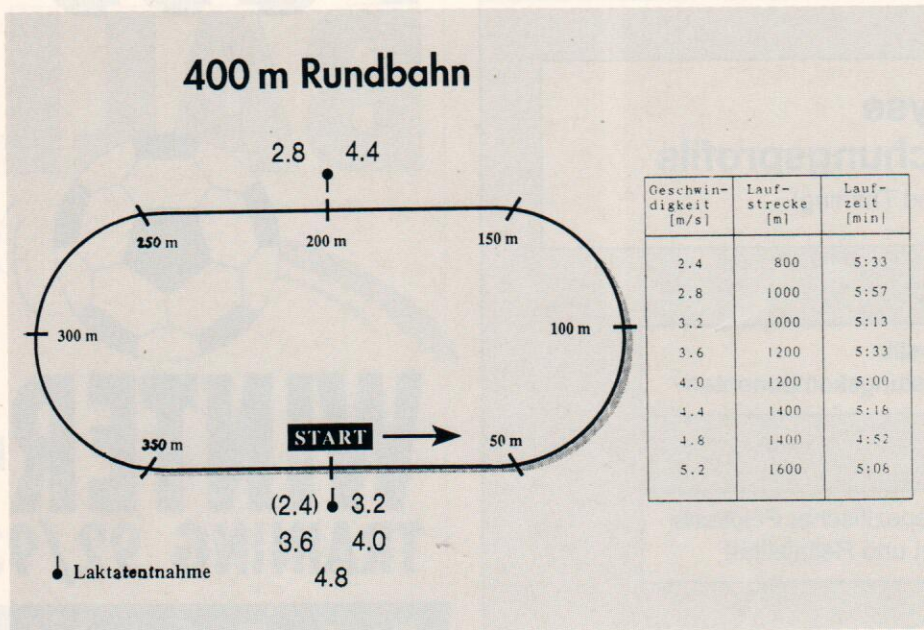 400 m Rundbahn
2.8 4.4
250 m 200 m 150 m
300 m 100 m
350 m START 50 m
(2.4) 3.2
3.6 4.0
4.8
Laktatentnahme
Geschwin- Lauf- Lauf-
digkeit strecke zeit
[m/s] [m] [min]
2.4 800 5:33
2.8 1000 5:57
3.2 1000 5:13
3.6 1200 5:33
4.0 1200 5:00
4.4 1400 5:18
4.8 1400 4:52
5.2 1600 5:08